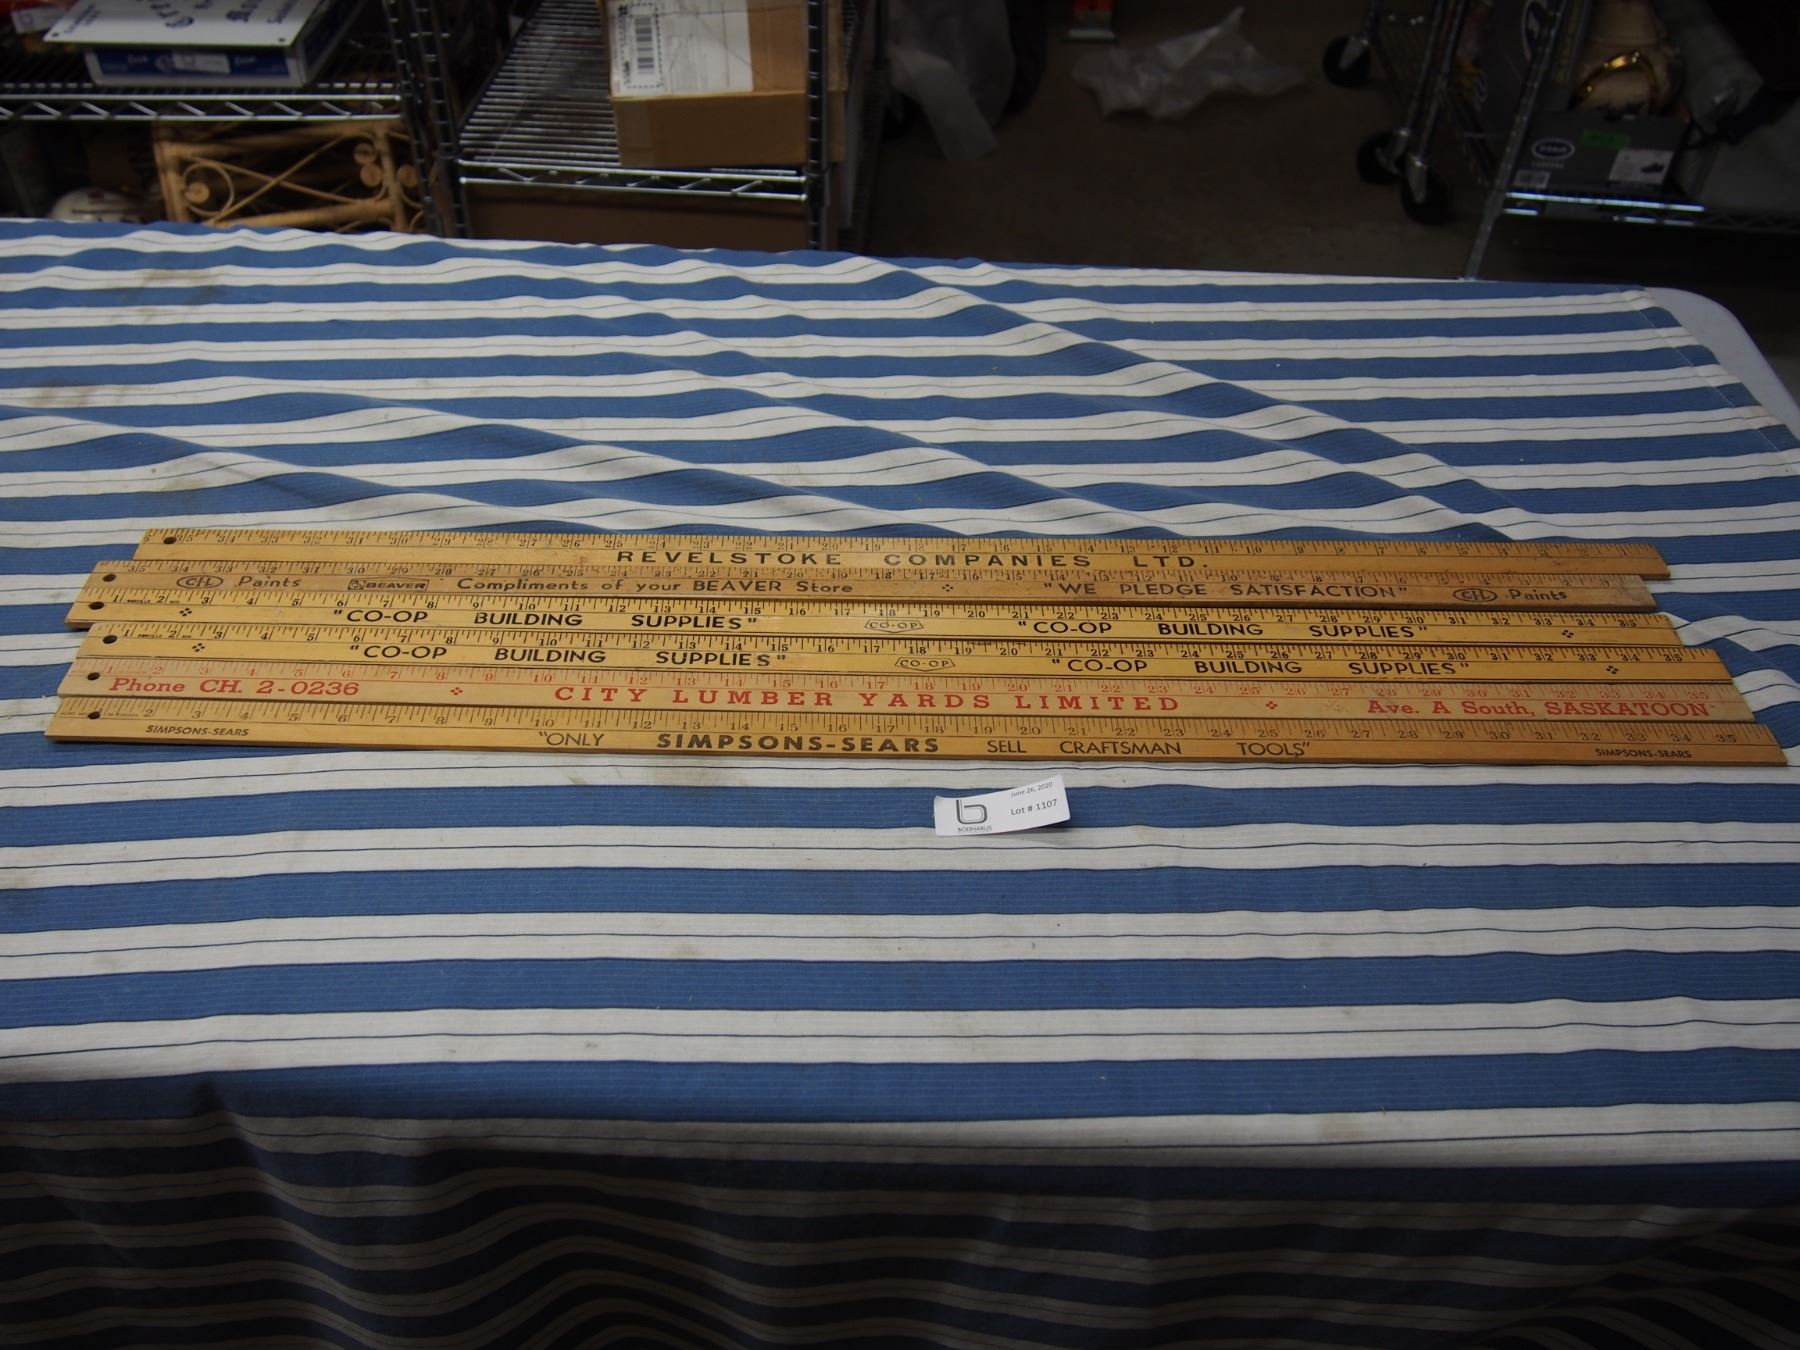 REVELSTOKE COMPANIES LTD.
C-I-L Paints BEAVER Compliments of your BEAVER Store "WE PLEDGE SATISFACTION" C-I-L Paints
"CO-OP BUILDING SUPPLIES" CO-OP "CO-OP BUILDING SUPPLIES"
"CO-OP BUILDING SUPPLIES" CO-OP "CO-OP BUILDING SUPPLIES"
Phone CH. 2-0236 CITY LUMBER YARDS LIMITED Ave. A South, SASKATOON
SIMPSONS-SEARS "ONLY SIMPSONS-SEARS SELL CRAFTSMAN TOOLS" SIMPSONS-SEARS
June 26, 2020
Lot # 1107
b
BODNARUS